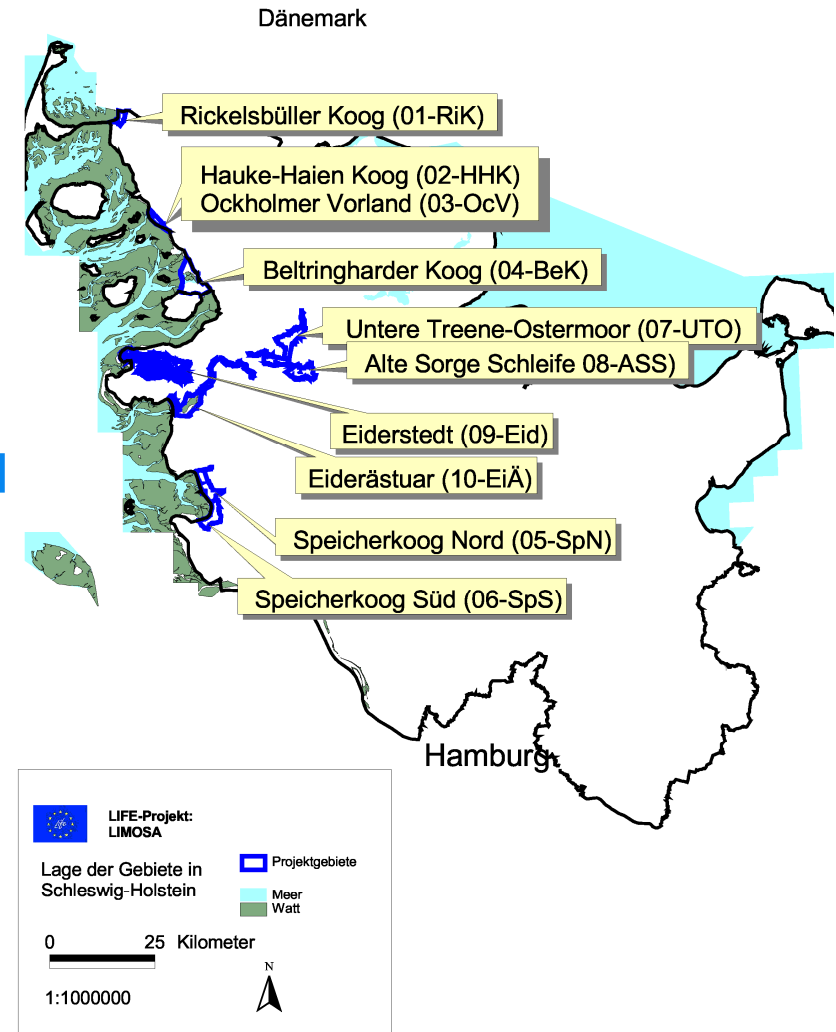 Dänemark
Rickelsbüller Koog (01-RiK)
Hauke-Haien Koog (02-HHK)
Ockholmer Vorland (03-OcV)
Beltringharder Koog (04-BeK)
Untere Treene-Ostermoor (07-UTO)
Alte Sorge Schleife 08-ASS)
Eiderstedt (09-Eid)
Eiderästuar (10-EiÄ)
Speicherkoog Nord (05-SpN)
Speicherkoog Süd (06-SpS)
Hamburg
Life
LIFE-Projekt:
LIMOSA
Lage der Gebiete in
Schleswig-Holstein
Projektgebiete
Meer
Watt
0 25 Kilometer
1:1000000
N